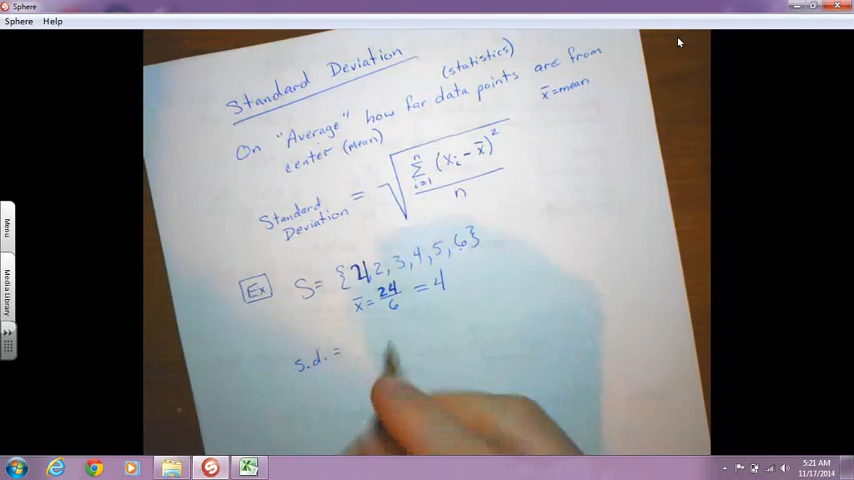 Sphere
Sphere Help
Standard Deviation
(statistics)
On "Average" how far data points are from
center (Mean)
x̄=mean
Standard Deviation = √ Σ i=1 n (xi - x̄)² / n
Ex S = { 4, 2, 3, 4, 5, 6 }
x̄ = 24/6 = 4
s.d. =
Menu
Media Library
5:21 AM
11/17/2014